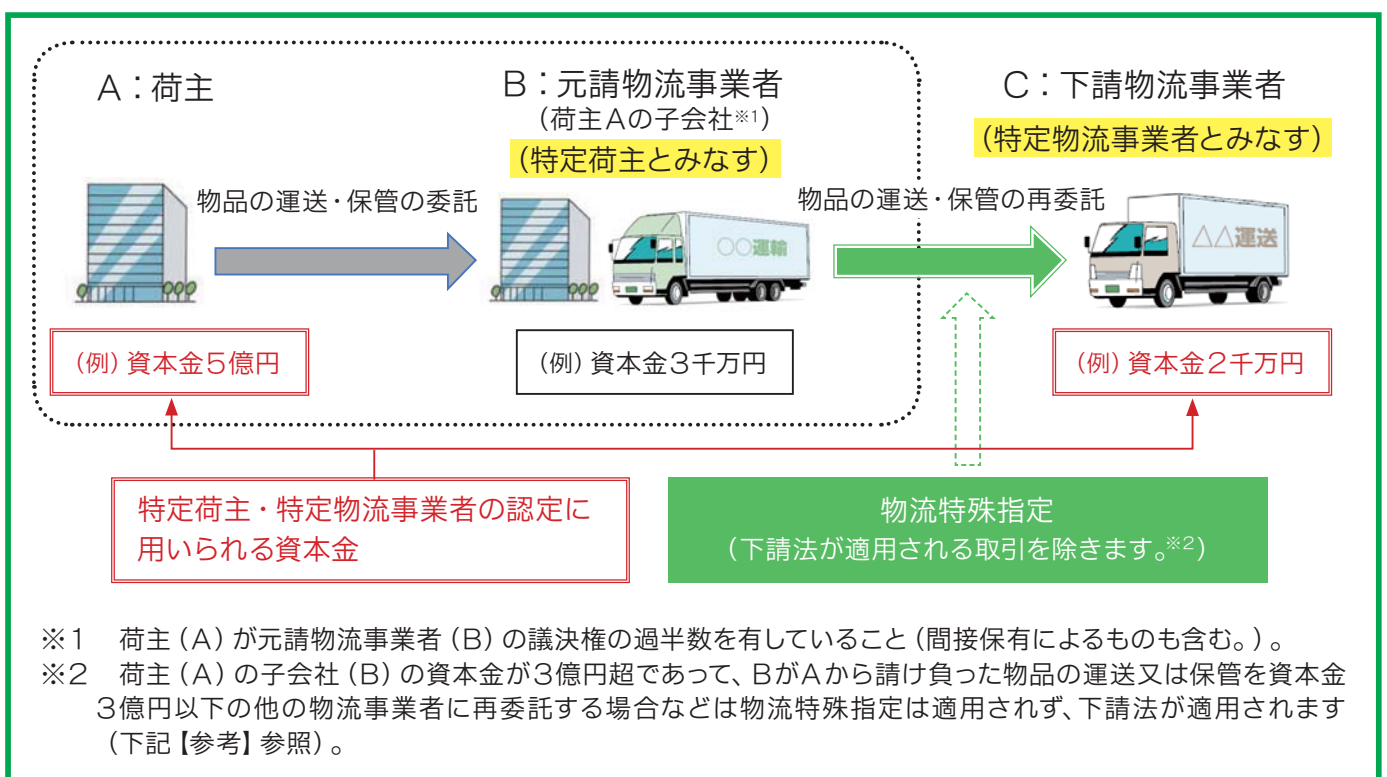 A：荷主
B：元請物流事業者
（荷主Aの子会社※1）
（特定荷主とみなす）
C：下請物流事業者
（特定物流事業者とみなす）
物品の運送・保管の委託
物品の運送・保管の再委託
〇〇運輸
△△運送
（例）資本金5億円
（例）資本金3千万円
（例）資本金2千万円
特定荷主・特定物流事業者の認定に
用いられる資本金
物流特殊指定
（下請法が適用される取引を除きます。※2）
※1　荷主（A）が元請物流事業者（B）の議決権の過半数を有していること（間接保有によるものも含む。）。
※2　荷主（A）の子会社（B）の資本金が3億円超であって、BがAから請け負った物品の運送又は保管を資本金
3億円以下の他の物流事業者に再委託する場合などは物流特殊指定は適用されず、下請法が適用されます
（下記【参考】参照）。